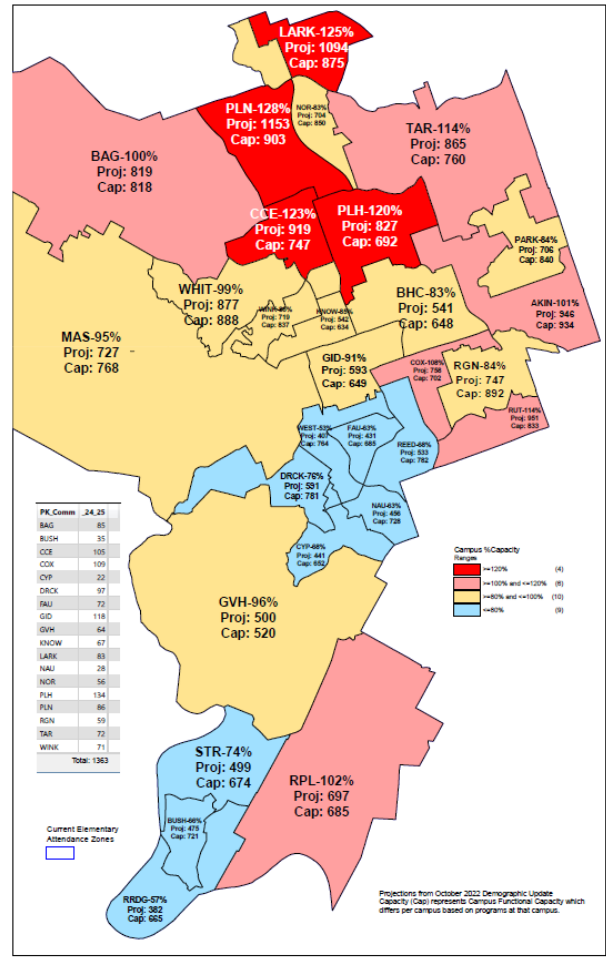 LARK-125%
Proj: 1094
Cap: 875
PLN-128%
Proj: 1153
Cap: 903
NOR-83%
Proj: 704
Cap: 850
TAR-114%
Proj: 865
Cap: 760
BAG-100%
Proj: 819
Cap: 818
CCE-123%
Proj: 919
Cap: 747
PLH-120%
Proj: 827
Cap: 692
PARK-84%
Proj: 706
Cap: 840
WHIT-99%
Proj: 877
Cap: 888
Proj: 719
Cap: 837
KNOW-85%
Proj: 542
Cap: 634
BHC-83%
Proj: 541
Cap: 648
AKIN-101%
Proj: 946
Cap: 934
MAS-95%
Proj: 727
Cap: 768
GID-91%
Proj: 593
Cap: 649
COX-108%
Proj: 758
Cap: 702
RGN-84%
Proj: 747
Cap: 892
RUT-114%
Proj: 951
Cap: 833
WEST-53%
Proj: 407
Cap: 764
FAU-63%
Proj: 431
Cap: 685
REED-68%
Proj: 533
Cap: 782
DRCK-76%
Proj: 591
Cap: 781
NAU-63%
Proj: 456
Cap: 728
CYP-68%
Proj: 441
Cap: 652
PK_Comm _24_25
BAG 85
BUSH 35
CCE 105
COX 109
CYP 22
DRCK 97
FAU 72
GID 118
GVH 64
KNOW 67
LARK 83
NAU 28
NOR 56
PLH 134
PLN 86
RGN 59
TAR 72
WINK 71
Total: 1363
Campus %Capacity
Ranges
>=120% (4)
>=100% and <=120% (6)
>=80% and <=100% (10)
<=80% (9)
GVH-96%
Proj: 500
Cap: 520
STR-74%
Proj: 499
Cap: 674
RPL-102%
Proj: 697
Cap: 685
BUSH-66%
Proj: 475
Cap: 721
Current Elementary
Attendance Zones
RRDG-57%
Proj: 382
Cap: 665
Projections from October 2022 Demographic Update
Capacity (Cap) represents Campus Functional Capacity which
differs per campus based on programs at that campus.